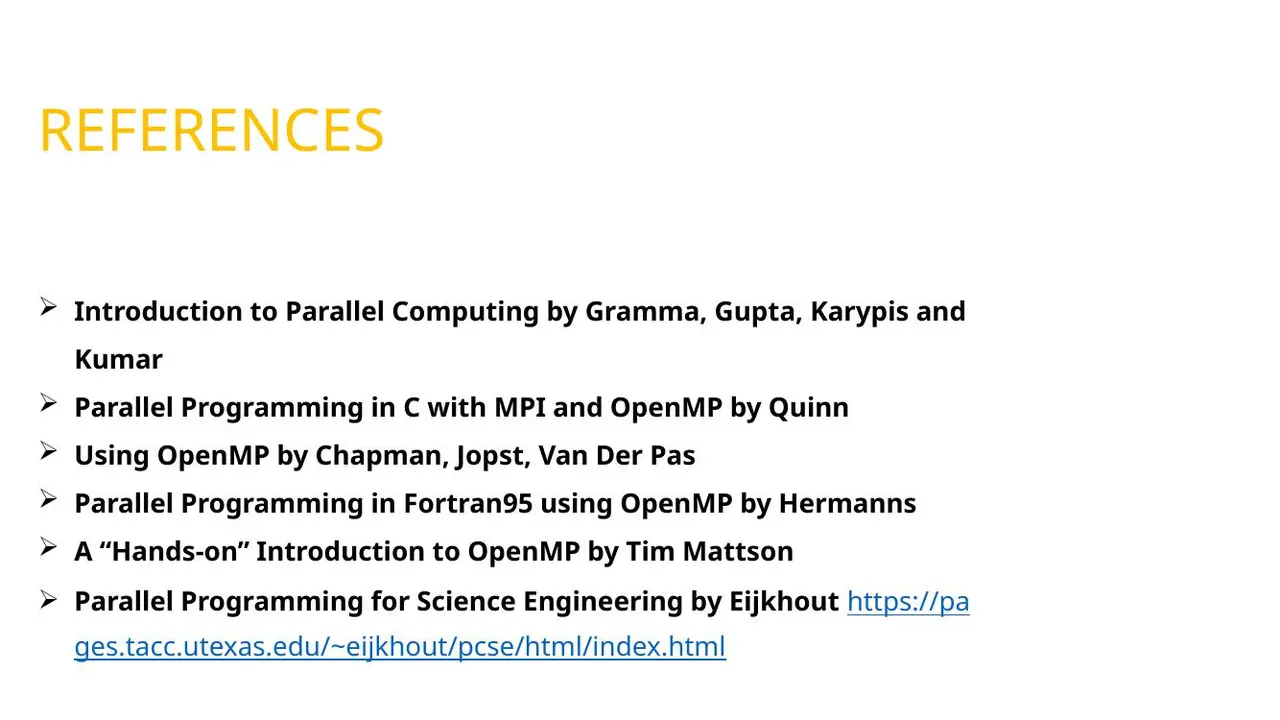 REFERENCES
➢ Introduction to Parallel Computing by Gramma, Gupta, Karypis and
Kumar
➢ Parallel Programming in C with MPI and OpenMP by Quinn
➢ Using OpenMP by Chapman, Jopst, Van Der Pas
➢ Parallel Programming in Fortran95 using OpenMP by Hermanns
➢ A “Hands-on” Introduction to OpenMP by Tim Mattson
➢ Parallel Programming for Science Engineering by Eijkhout https://pa
ges.tacc.utexas.edu/~eijkhout/pcse/html/index.html